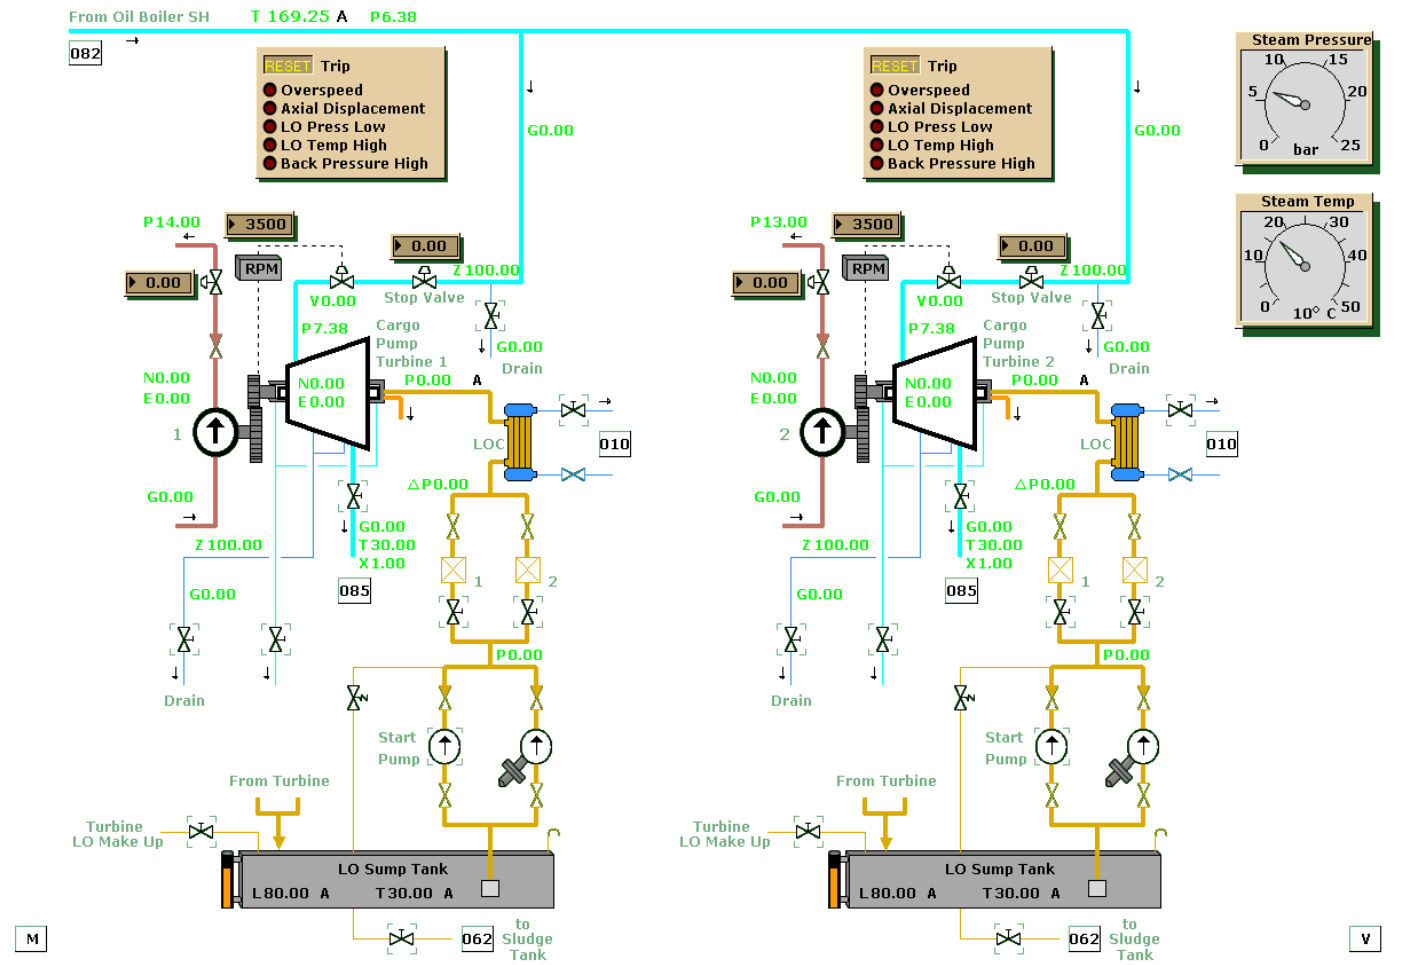 From Oil Boiler SH T 169.25 A P6.38
082
RESET Trip
Overspeed
Axial Displacement
LO Press Low
LO Temp High
Back Pressure High
G0.00
RESET Trip
Overspeed
Axial Displacement
LO Press Low
LO Temp High
Back Pressure High
G0.00
Steam Pressure
0 5 10 15 20 25
bar
Steam Temp
0 10 20 30 40 50
10° C
P14.00
3500
0.00
0.00
RPM
Z 100.00
V0.00
Stop Valve
P7.38
Cargo
Pump
Turbine 1
G0.00
Drain
N0.00
E0.00
N0.00
E0.00
P0.00 A
1
LOC
010
G0.00
△P0.00
Z 100.00
G0.00
T30.00
X1.00
085
G0.00
1
2
P0.00
Drain
Start
Pump
From Turbine
Turbine
LO Make Up
LO Sump Tank
L80.00 A T30.00 A
062
to
Sludge
Tank
M
P13.00
3500
0.00
0.00
RPM
Z 100.00
V0.00
Stop Valve
P7.38
Cargo
Pump
Turbine 2
G0.00
Drain
N0.00
E0.00
N0.00
E0.00
P0.00 A
2
LOC
010
G0.00
△P0.00
Z 100.00
G0.00
T30.00
X1.00
085
G0.00
1
2
P0.00
Drain
Start
Pump
From Turbine
Turbine
LO Make Up
LO Sump Tank
L80.00 A T30.00 A
062
to
Sludge
Tank
V